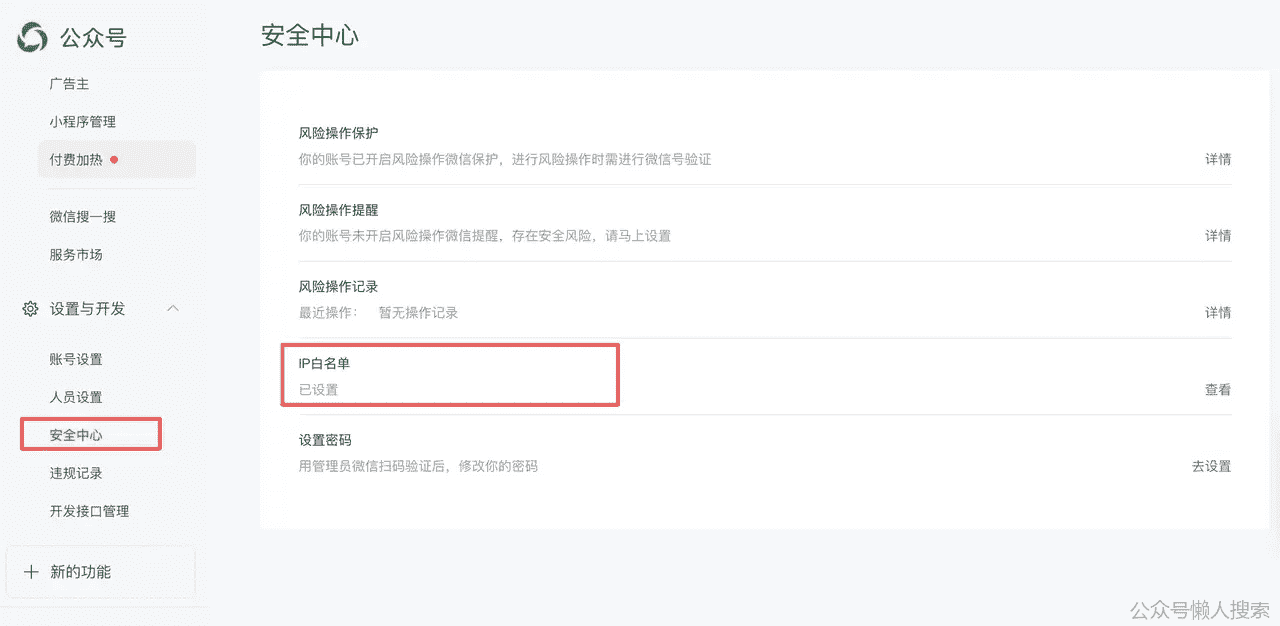 公众号
广告主
小程序管理
付费加热
微信搜一搜
服务市场
设置与开发
账号设置
人员设置
安全中心
违规记录
开发接口管理
新的功能
安全中心
风险操作保护
你的账号已开启风险操作微信保护，进行风险操作时需进行微信号验证
详情
风险操作提醒
你的账号未开启风险操作微信提醒，存在安全风险，请马上设置
详情
风险操作记录
最近操作： 暂无操作记录
详情
IP白名单
已设置
查看
设置密码
用管理员微信扫码验证后，修改你的密码
去设置
公众号懒人搜索